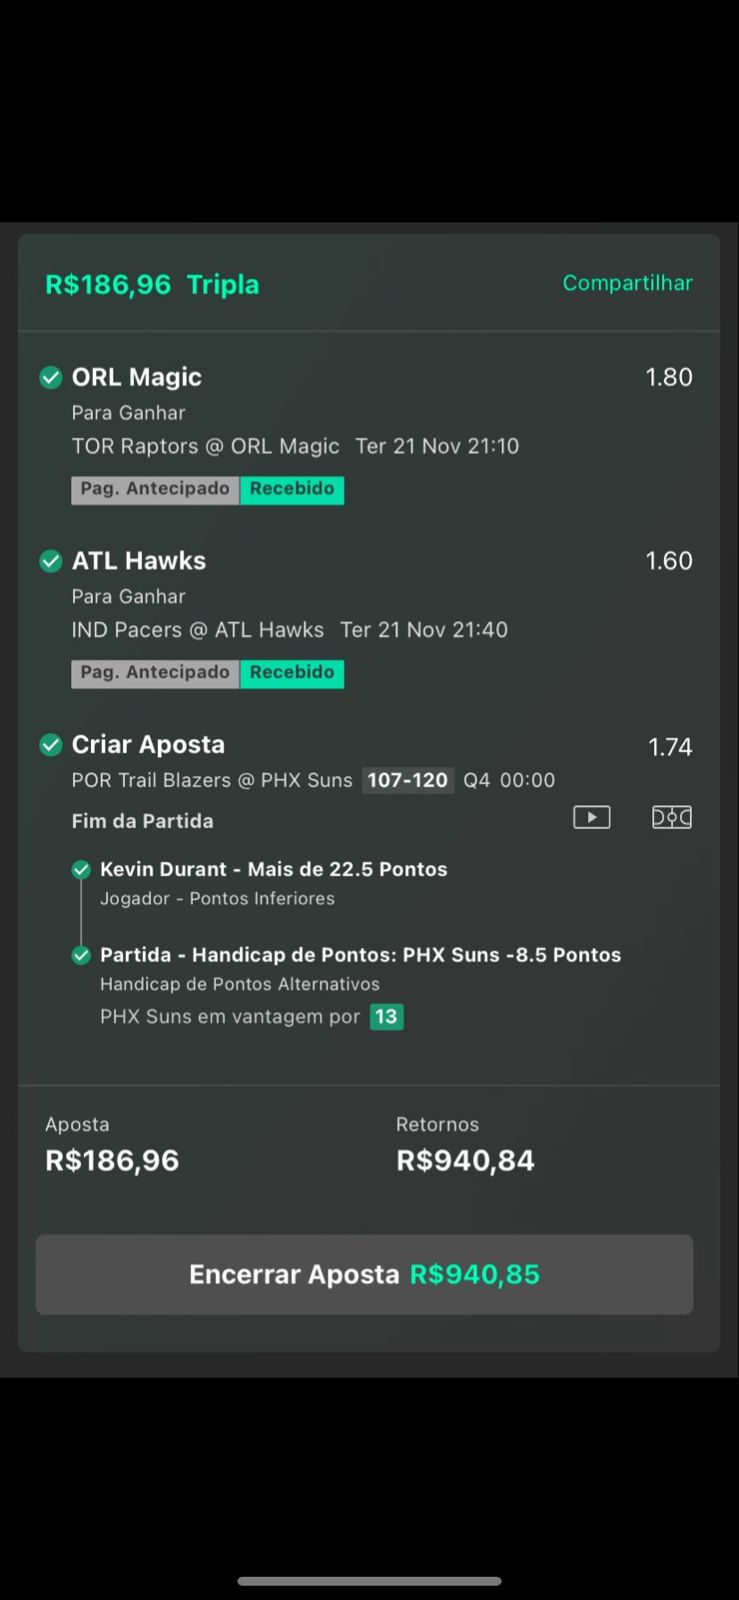 R$186,96 Tripla Compartilhar
ORL Magic 1.80
Para Ganhar
TOR Raptors @ ORL Magic Ter 21 Nov 21:10
Pag. Antecipado Recebido
ATL Hawks 1.60
Para Ganhar
IND Pacers @ ATL Hawks Ter 21 Nov 21:40
Pag. Antecipado Recebido
Criar Aposta 1.74
POR Trail Blazers @ PHX Suns 107-120 Q4 00:00
Fim da Partida
Kevin Durant - Mais de 22.5 Pontos
Jogador - Pontos Inferiores
Partida - Handicap de Pontos: PHX Suns -8.5 Pontos
Handicap de Pontos Alternativos
PHX Suns em vantagem por 13
Aposta Retornos
R$186,96 R$940,84
Encerrar Aposta R$940,85